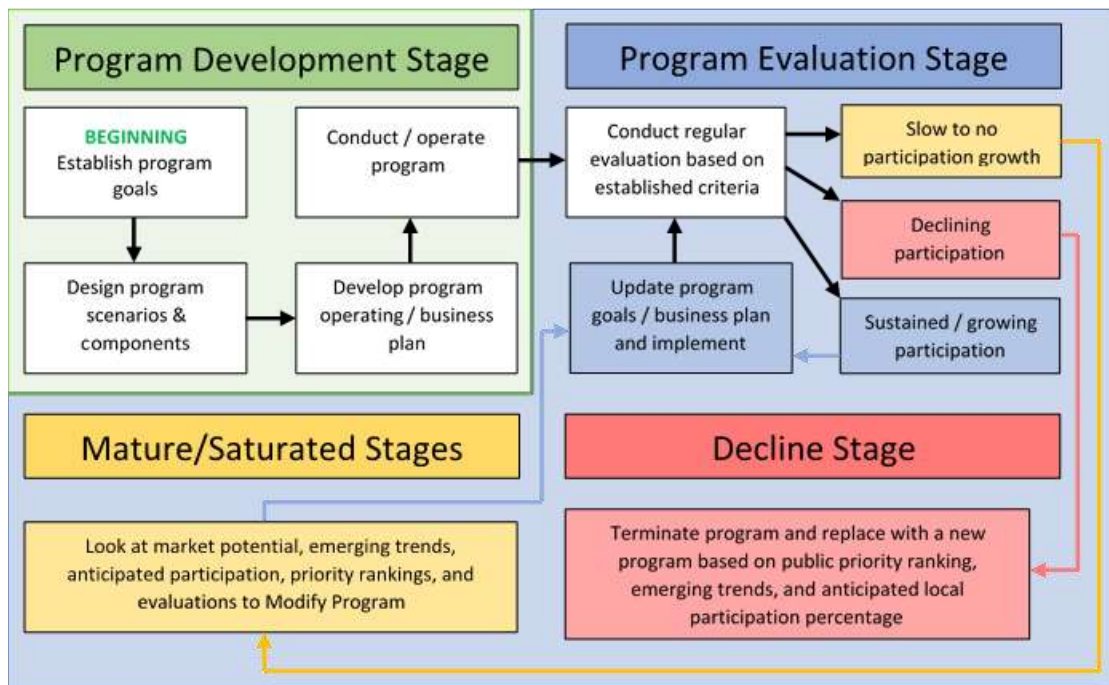 Program Development Stage
BEGINNING
Establish program
goals
Conduct / operate
program
Design program
scenarios &
components
Develop program
operating / business
plan
Program Evaluation Stage
Conduct regular
evaluation based on
established criteria
Slow to no
participation growth
Declining
participation
Update program
goals / business plan
and implement
Sustained / growing
participation
Mature/Saturated Stages
Look at market potential, emerging trends,
anticipated participation, priority rankings, and
evaluations to Modify Program
Decline Stage
Terminate program and replace with a new
program based on public priority ranking,
emerging trends, and anticipated local
participation percentage